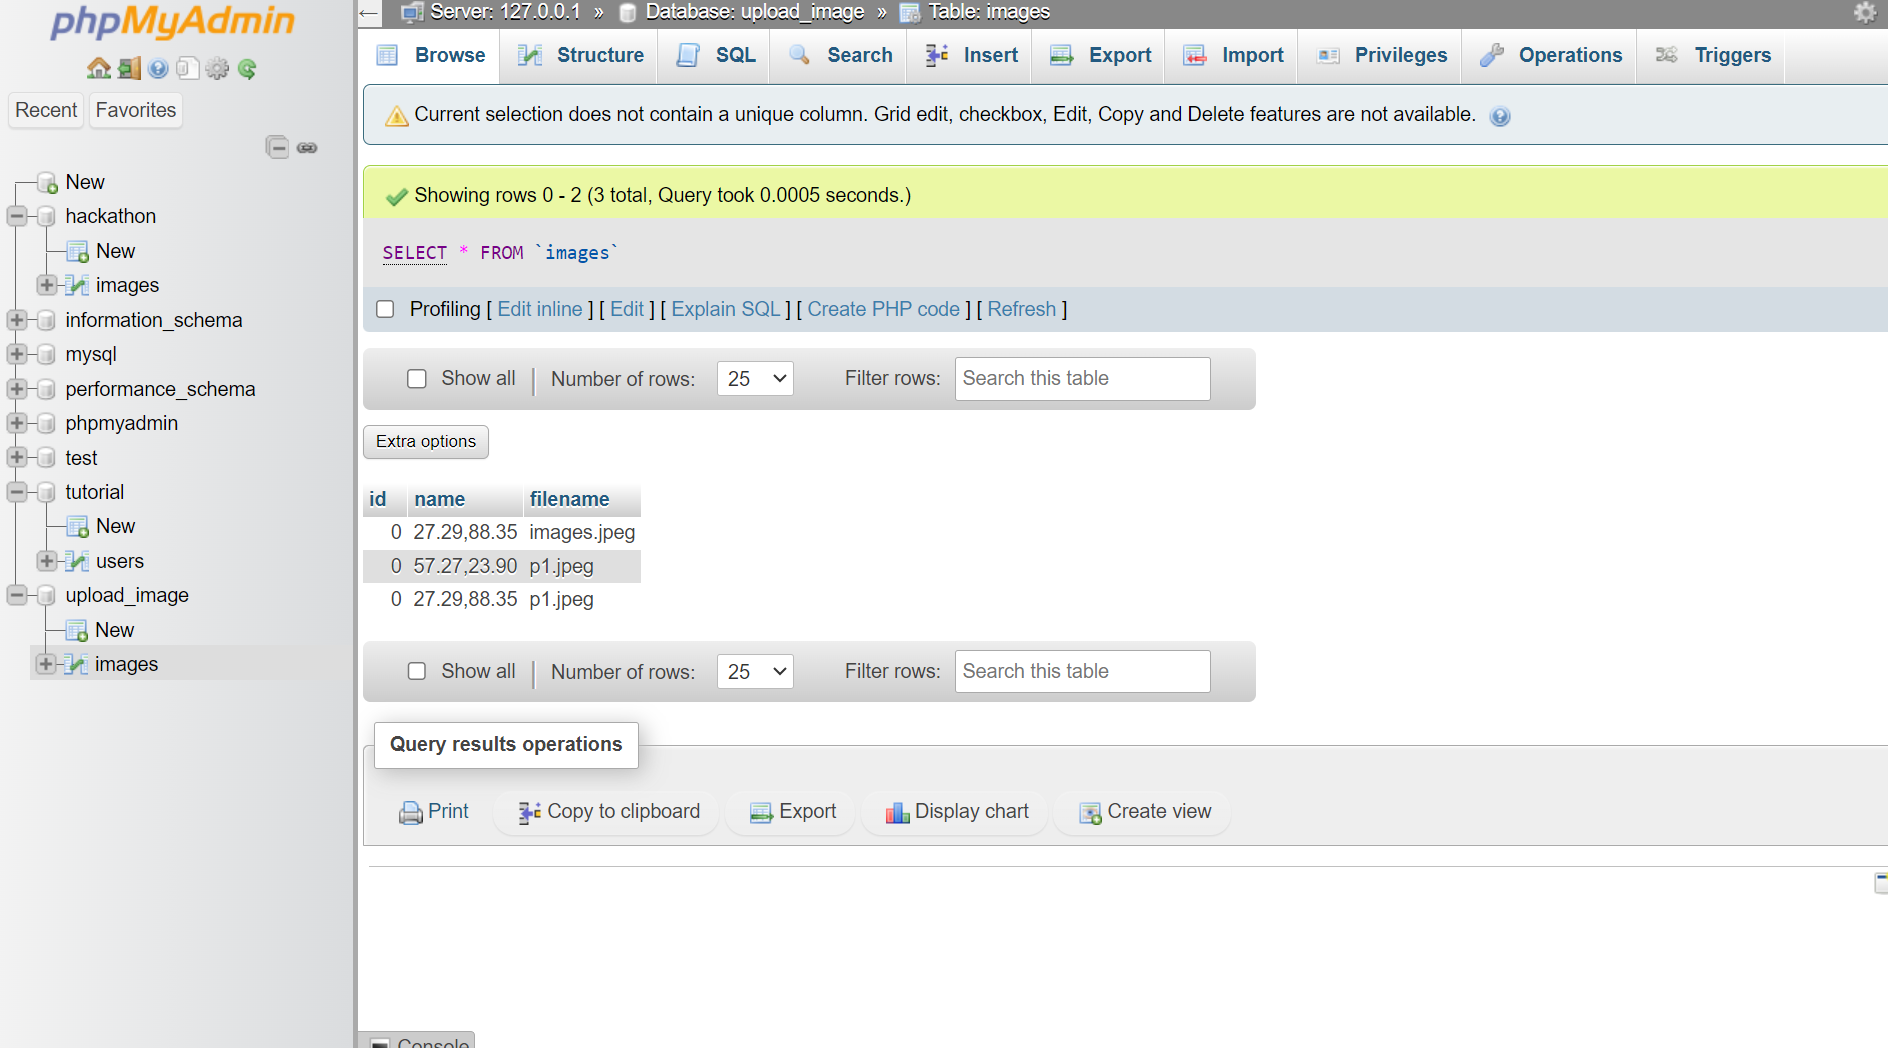 phpMyAdmin
Recent
Favorites
New
hackathon
New
images
information_schema
mysql
performance_schema
phpmyadmin
test
tutorial
New
users
upload_image
New
images
Server: 127.0.0.1 » Database: upload_image » Table: images
Browse Structure SQL Search Insert Export Import Privileges Operations Triggers
Current selection does not contain a unique column. Grid edit, checkbox, Edit, Copy and Delete features are not available.
Showing rows 0 - 2 (3 total, Query took 0.0005 seconds.)
SELECT * FROM `images`
Profiling [ Edit inline ] [ Edit ] [ Explain SQL ] [ Create PHP code ] [ Refresh ]
Show all | Number of rows: 25 Filter rows: Search this table
Extra options
id name filename
0 27.29,88.35 images.jpeg
0 57.27,23.90 p1.jpeg
0 27.29,88.35 p1.jpeg
Show all | Number of rows: 25 Filter rows: Search this table
Query results operations
Print Copy to clipboard Export Display chart Create view
Console